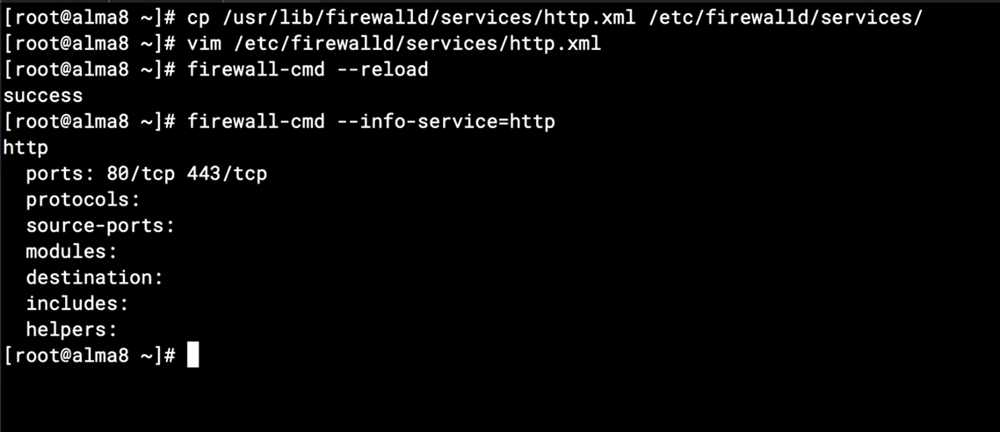 [root@alma8 ~]# cp /usr/lib/firewalld/services/http.xml /etc/firewalld/services/
[root@alma8 ~]# vim /etc/firewalld/services/http.xml
[root@alma8 ~]# firewall-cmd --reload
success
[root@alma8 ~]# firewall-cmd --info-service=http
http
  ports: 80/tcp 443/tcp
  protocols:
  source-ports:
  modules:
  destination:
  includes:
  helpers:
[root@alma8 ~]#